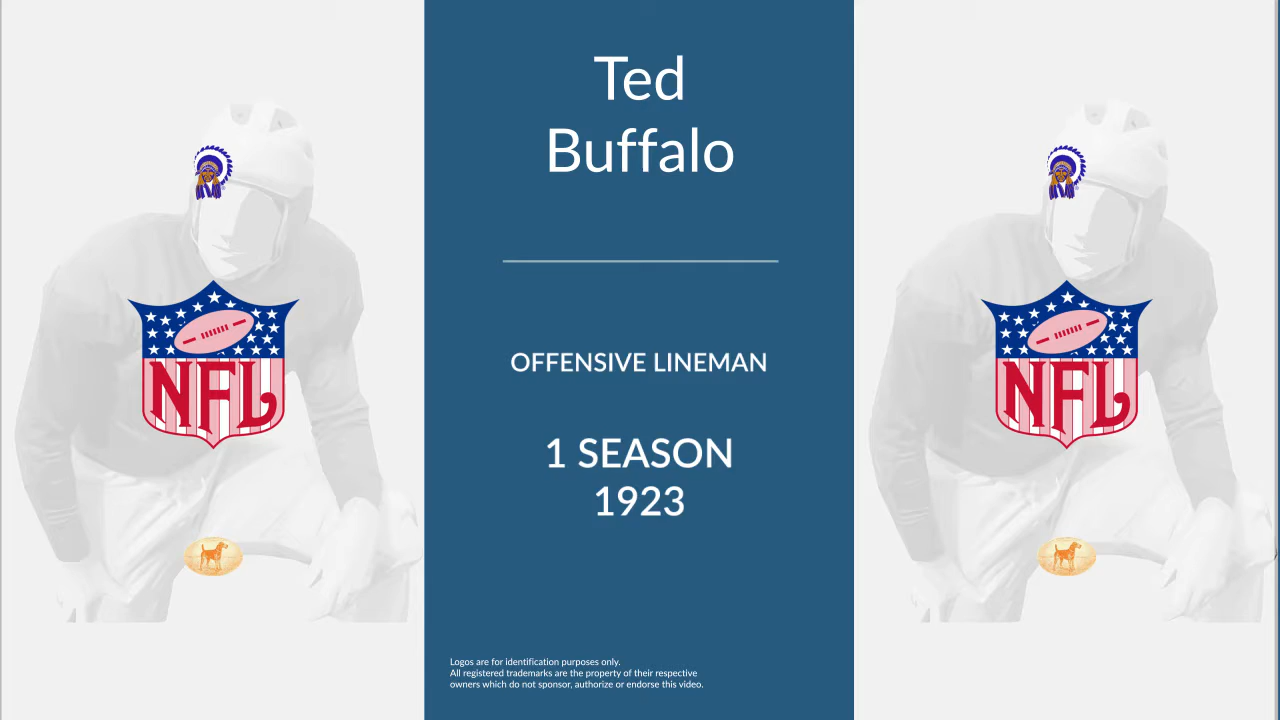 Ted
Buffalo
NFL
NFL
OFFENSIVE LINEMAN
1 SEASON
1923
Logos are for identification purposes only.
All registered trademarks are the property of their respective
owners which do not sponsor, authorize or endorse this video.